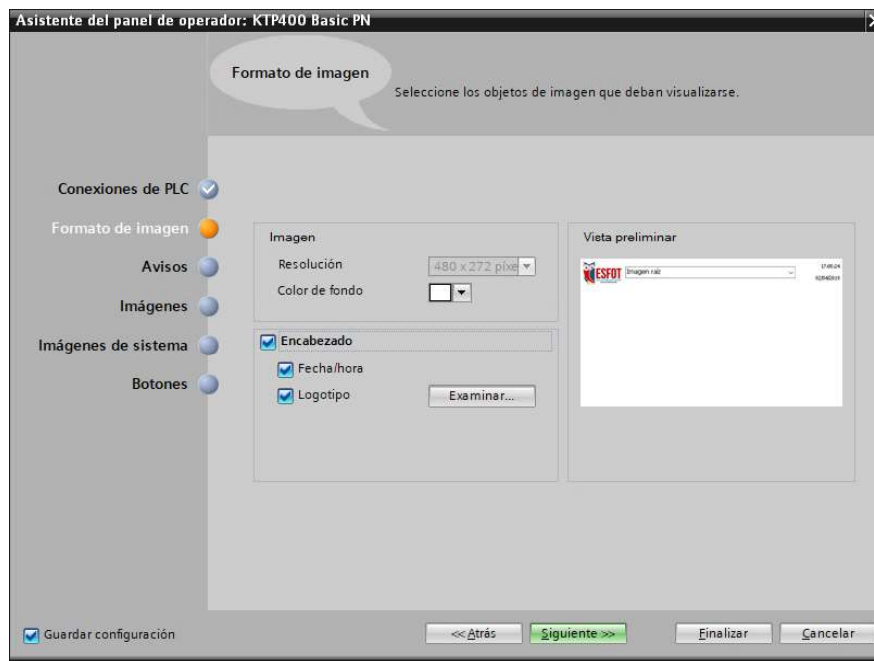 Asistente del panel de operador: KTP400 Basic PN
Formato de imagen
Seleccione los objetos de imagen que deban visualizarse.
Conexiones de PLC
Formato de imagen
Avisos
Imágenes
Imágenes de sistema
Botones
Imagen
Resolución
480 x 272 píxe
Color de fondo
Encabezado
Fecha/hora
Logotipo
Examinar...
Vista preliminar
ESFOT
Imagen raíz
Guardar configuración
<< Atrás
Siguiente >>
Finalizar
Cancelar